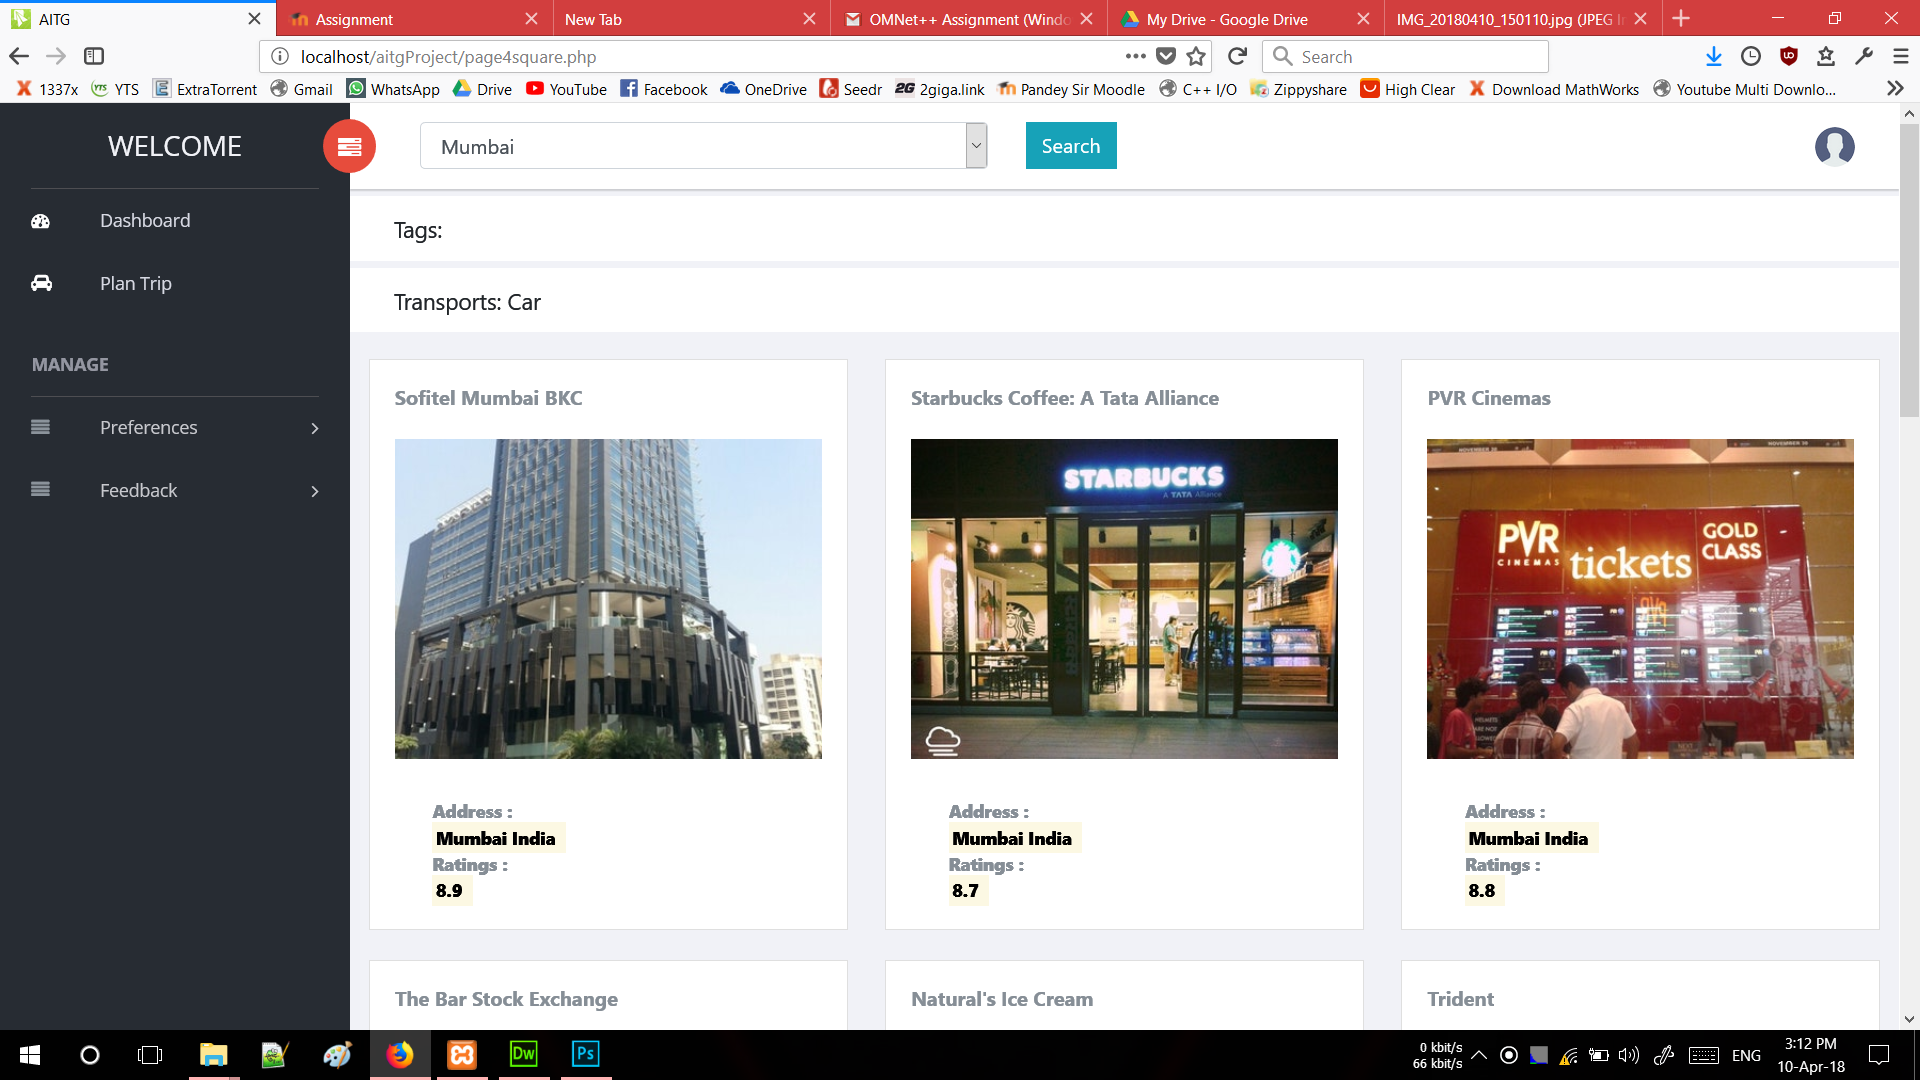 AITG
Assignment
New Tab
OMNet++ Assignment (Windo
My Drive - Google Drive
IMG_20180410_150110.jpg (JPEG I
localhost/aitgProject/page4square.php
Search
1337x
YTS
ExtraTorrent
Gmail
WhatsApp
Drive
YouTube
Facebook
OneDrive
Seedr
2G 2giga.link
Pandey Sir Moodle
C++ I/O
Zippyshare
High Clear
Download MathWorks
Youtube Multi Downlo...
WELCOME
Mumbai
Search
Dashboard
Plan Trip
MANAGE
Preferences
Feedback
Tags:
Transports: Car
Sofitel Mumbai BKC
Address :
Mumbai India
Ratings :
8.9
Starbucks Coffee: A Tata Alliance
STARBUCKS
A TATA Alliance
Address :
Mumbai India
Ratings :
8.7
PVR Cinemas
NOVEMBER 30
PVR
CINEMAS
tickets
GOLD
CLASS
Address :
Mumbai India
Ratings :
8.8
The Bar Stock Exchange
Natural's Ice Cream
Trident
Dw
Ps
0 kbit/s
66 kbit/s
ENG
3:12 PM
10-Apr-18